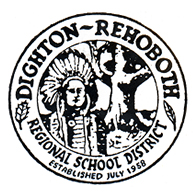 DIGHTON~REHOBOTH
REGIONAL SCHOOL DISTRICT
ESTABLISHED JULY 1958